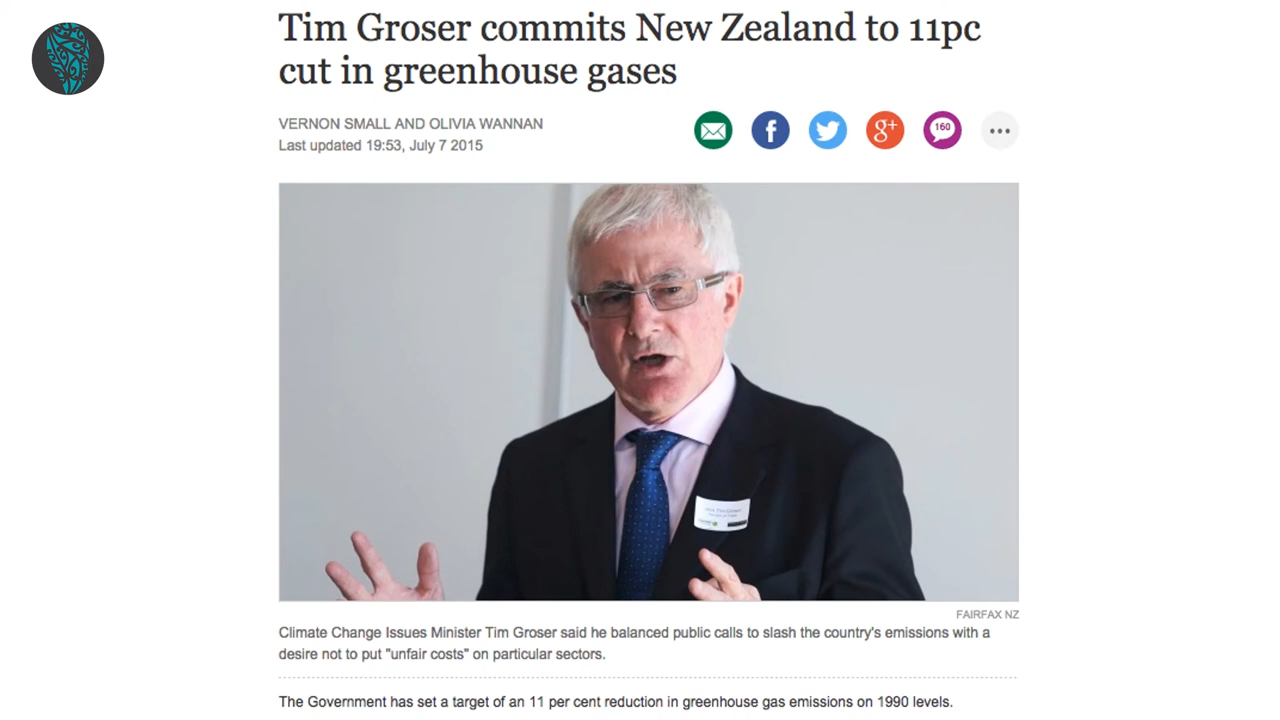 Tim Groser commits New Zealand to 11pc
cut in greenhouse gases
VERNON SMALL AND OLIVIA WANNAN
Last updated 19:53, July 7 2015
f
g+
160
Hon Tim Groser
FAIRFAX NZ
Climate Change Issues Minister Tim Groser said he balanced public calls to slash the country's emissions with a
desire not to put "unfair costs" on particular sectors.
The Government has set a target of an 11 per cent reduction in greenhouse gas emissions on 1990 levels.